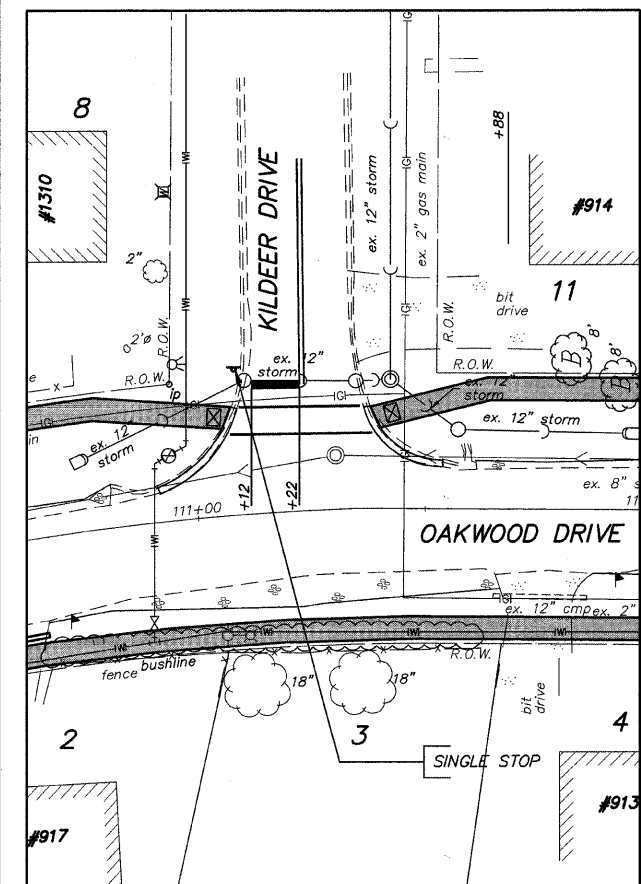 8
#1310
2"
2'ø
R.O.W.
R.O.W.
ip
KILDEER DRIVE
ex. 12"
storm
ex. 12" storm
ex. 2" gas main
R.O.W.
+88
#914
11
bit
drive
B
8'
B
8'
ex. 12
storm
ex. 12" storm
ex. 12
storm
ex. 8" s
111+00
+12
+22
OAKWOOD DRIVE
ex. 12" cmp
ex. 2"
R.O.W.
fence
bushline
18"
18"
bit
drive
2
3
4
SINGLE STOP
#917
#913